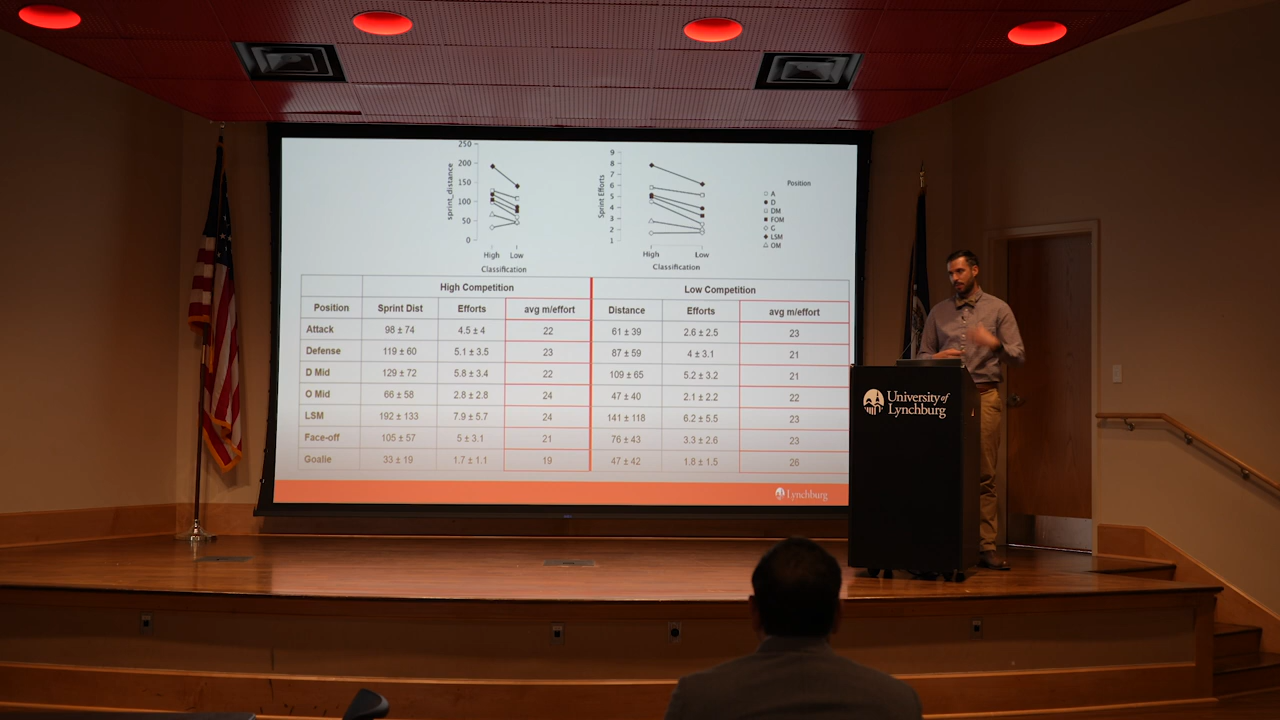 250
200
150
100
50
0
sprint_distance
High Low
Classification
9
8
7
6
5
4
3
2
1
Sprint Efforts
High Low
Classification
Position
A
D
DM
FOM
G
LSM
OM
High Competition Low Competition
Position Sprint Dist Efforts avg m/effort Distance Efforts avg m/effort
Attack 98 ± 74 4.5 ± 4 22 61 ± 39 2.6 ± 2.5 23
Defense 119 ± 60 5.1 ± 3.5 23 87 ± 59 4 ± 3.1 21
D Mid 129 ± 72 5.8 ± 3.4 22 109 ± 65 5.2 ± 3.2 21
O Mid 66 ± 58 2.8 ± 2.8 24 47 ± 40 2.1 ± 2.2 22
LSM 192 ± 133 7.9 ± 5.7 24 141 ± 118 6.2 ± 5.5 23
Face-off 105 ± 57 5 ± 3.1 21 76 ± 43 3.3 ± 2.6 23
Goalie 33 ± 19 1.7 ± 1.1 19 47 ± 42 1.8 ± 1.5 26
Lynchburg
University of
Lynchburg